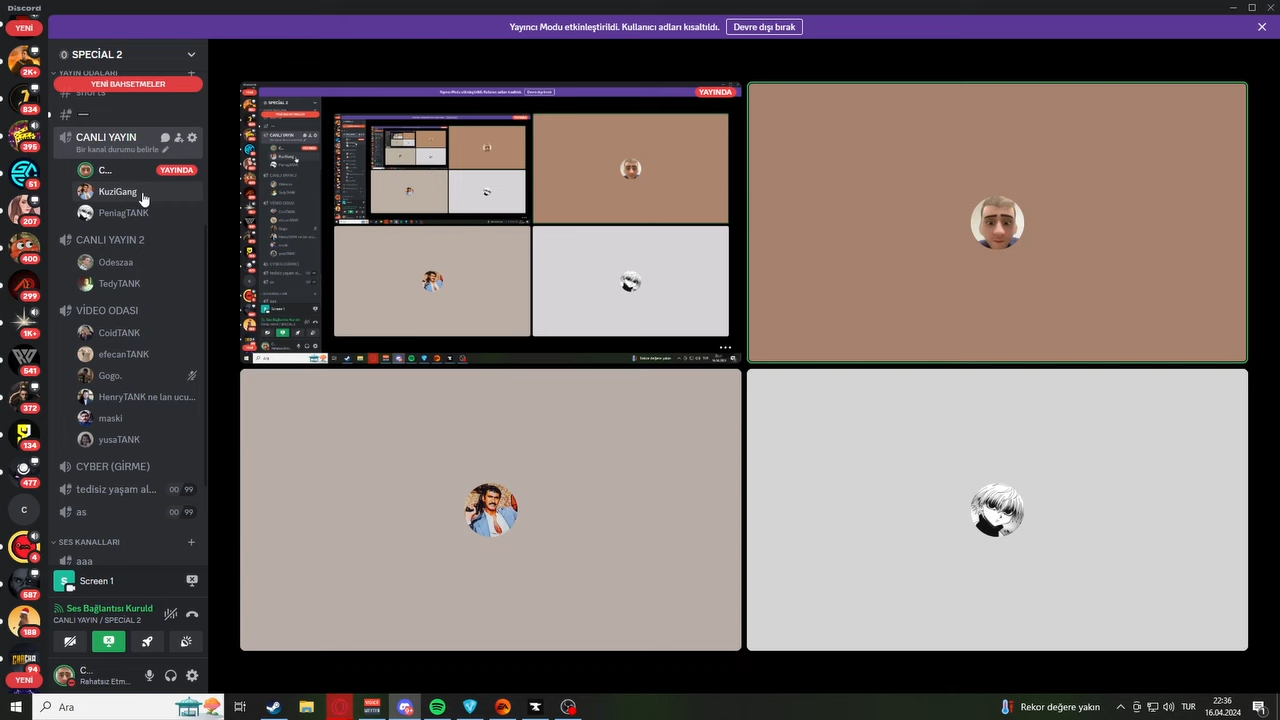 Discord
Yayıncı Modu etkinleştirildi. Kullanıcı adları kısaltıldı.
Devre dışı bırak
YENİ
2K+
834
395
51
207
400
299
1K+
541
372
134
477
C
4
587
188
94
YENİ
SPECİAL 2
YAYIN ODALARI
YENİ BAHSETMELER
shorts
CANLI YAYIN
Bir kanal durumu belirle
C...
YAYINDA
KuziGang
PeniagTANK
CANLI YAYIN 2
Odeszaa
TedyTANK
VİDEO ODASI
CoidTANK
efecanTANK
Gogo.
HenryTANK ne lan ucu...
maski
yusaTANK
CYBER (GİRME)
tedisiz yaşam al...
00 99
as
00 99
SES KANALLARI
aaa
Screen 1
Ses Bağlantısı Kuruld
CANLI YAYIN / SPECIAL 2
C...
Rahatsız Etm...
YAYINDA
Ara
Rekor değere yakın
TUR
22:36
16.04.2024